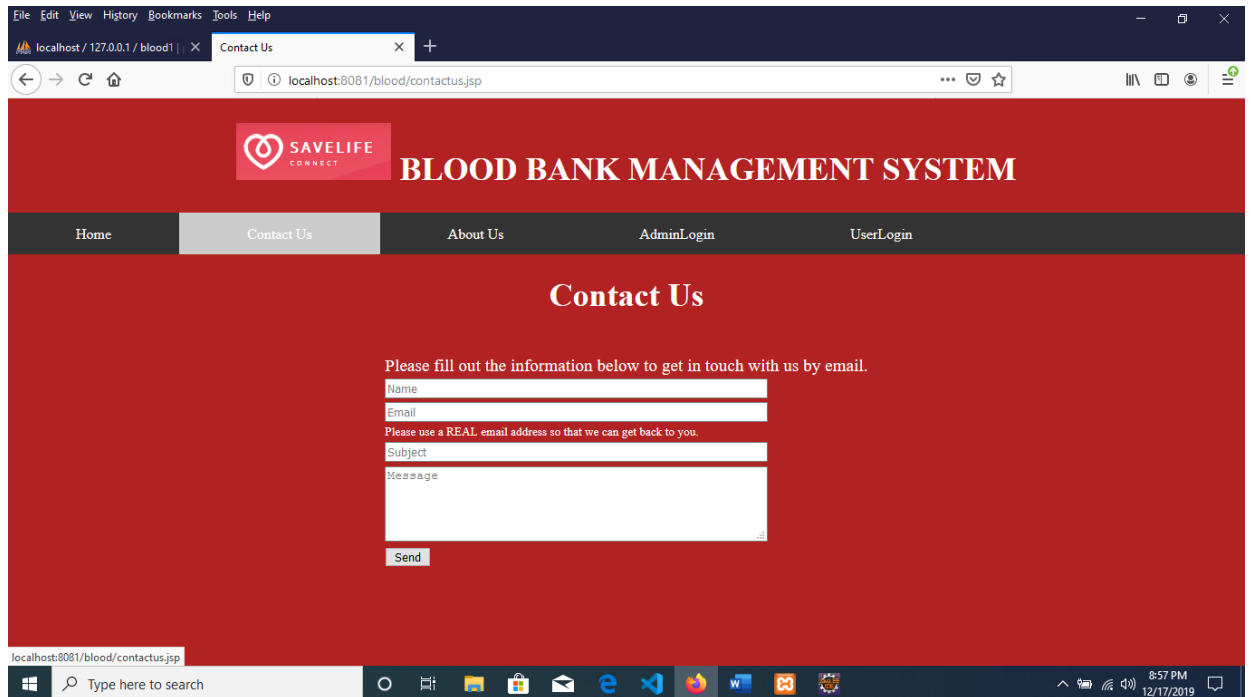 File Edit View History Bookmarks Tools Help
localhost / 127.0.0.1 / blood1 |
Contact Us
localhost:8081/blood/contactus.jsp
SAVELIFE
CONNECT
BLOOD BANK MANAGEMENT SYSTEM
Home Contact Us About Us AdminLogin UserLogin
Contact Us
Please fill out the information below to get in touch with us by email.
Name
Email
Please use a REAL email address so that we can get back to you.
Subject
Message
Send
localhost:8081/blood/contactus.jsp
Type here to search
8:57 PM
12/17/2019